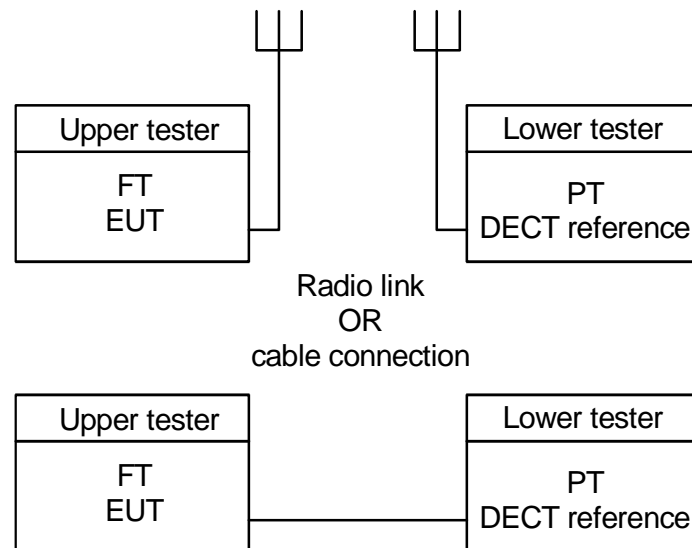 Upper tester
FT
EUT
Lower tester
PT
DECT reference
Radio link
OR
cable connection
Upper tester
FT
EUT
Lower tester
PT
DECT reference